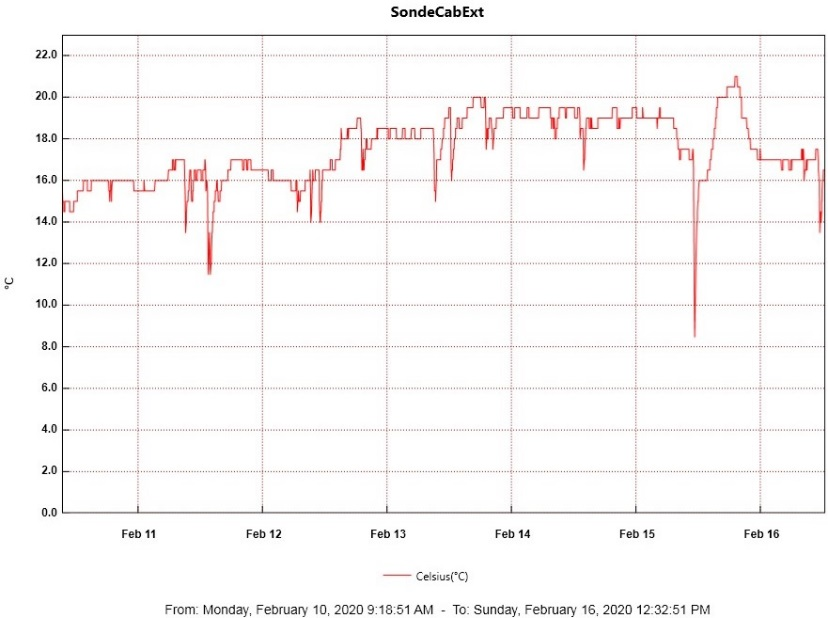 SondeCabExt
22.0
20.0
18.0
16.0
14.0
12.0
°C
10.0
8.0
6.0
4.0
2.0
0.0
Feb 11 Feb 12 Feb 13 Feb 14 Feb 15 Feb 16
Celsius(°C)
From: Monday, February 10, 2020 9:18:51 AM - To: Sunday, February 16, 2020 12:32:51 PM